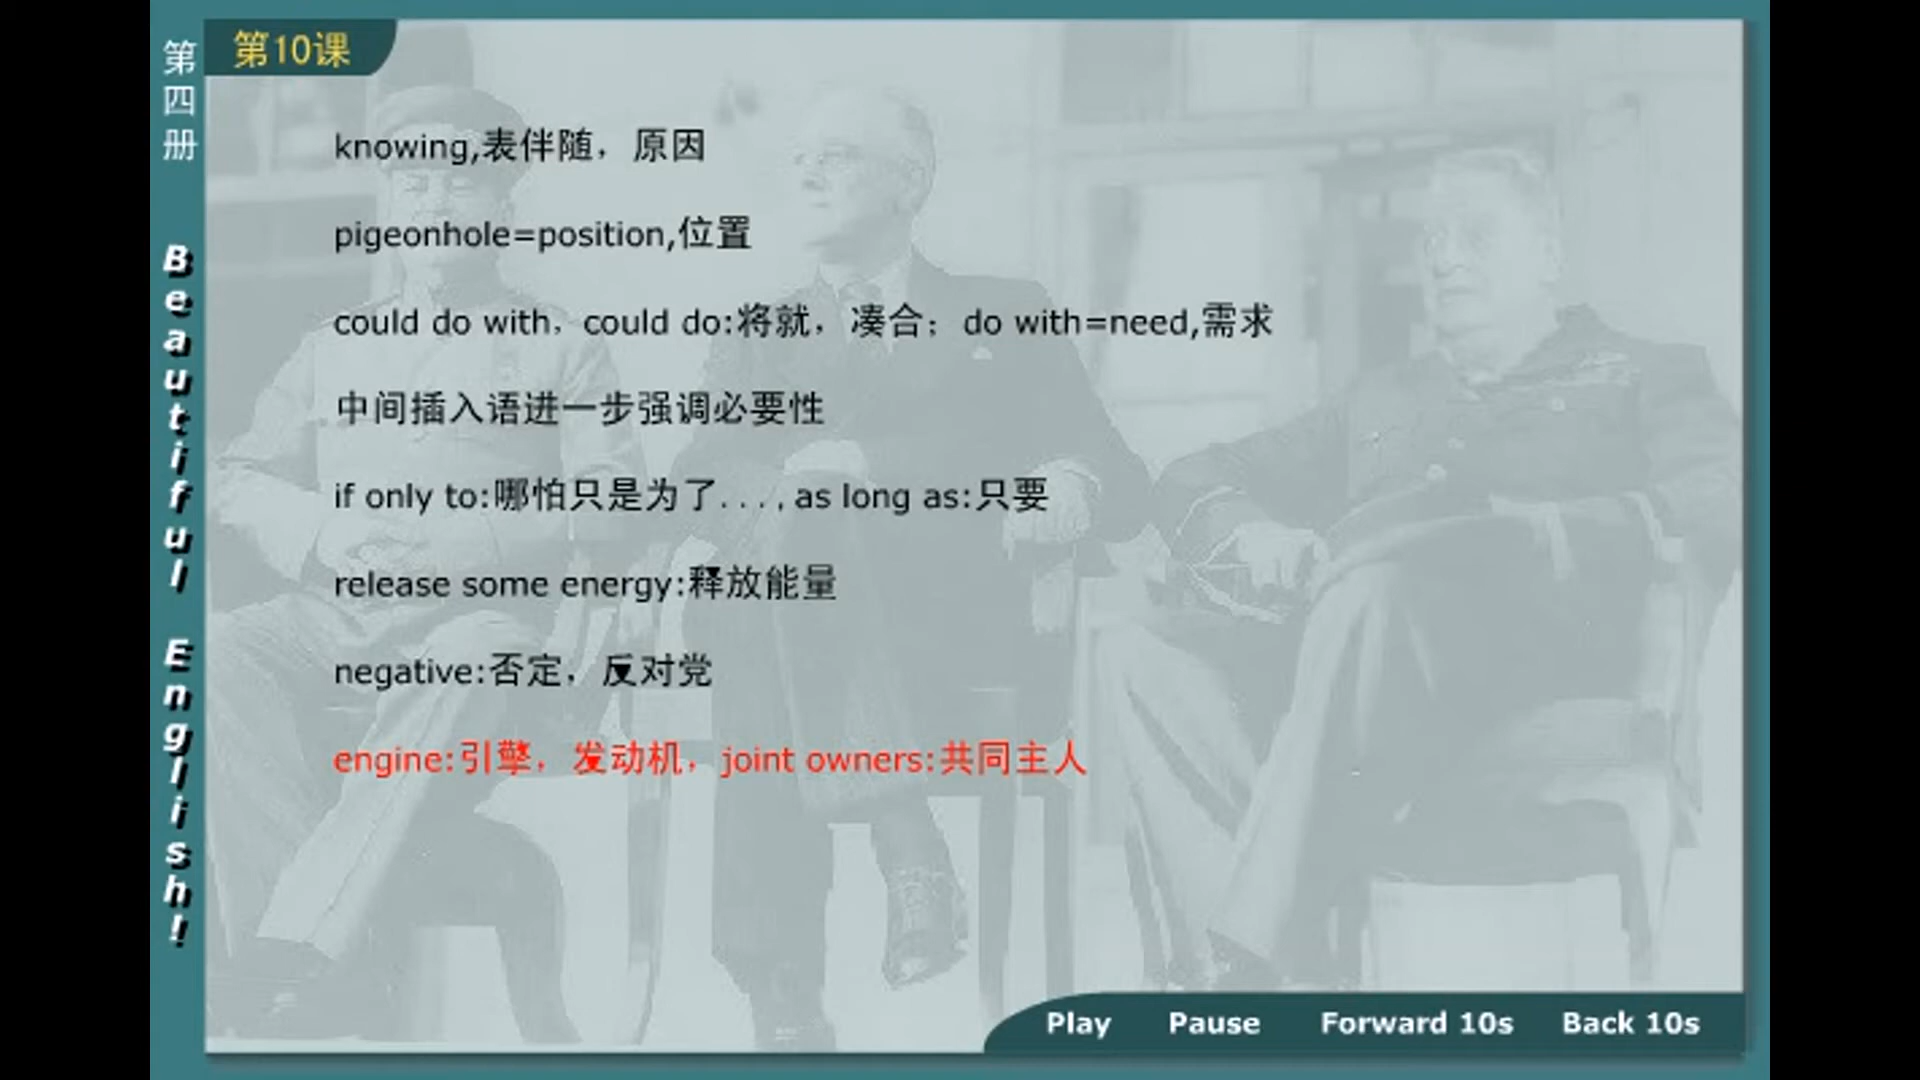 第四册
Beautiful English!
第10课
knowing,表伴随，原因
pigeonhole=position,位置
could do with，could do:将就，凑合；do with=need,需求
中间插入语进一步强调必要性
if only to:哪怕只是为了...,as long as:只要
release some energy:释放能量
negative:否定，反对党
engine:引擎，发动机，joint owners:共同主人
Play Pause Forward 10s Back 10s